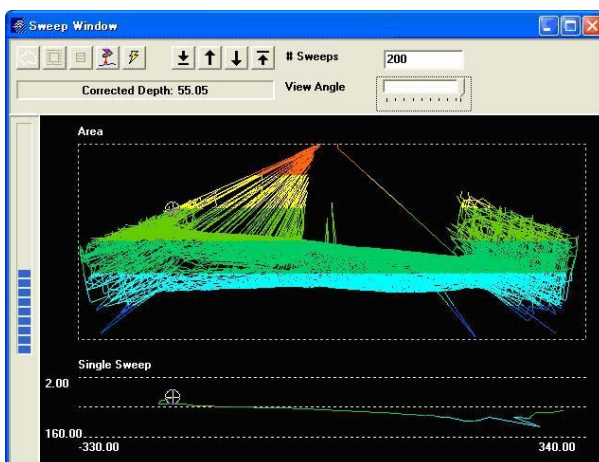 Sweep Window
# Sweeps
200
Corrected Depth: 55.05
View Angle
Area
Single Sweep
2.00
160.00
-330.00
340.00